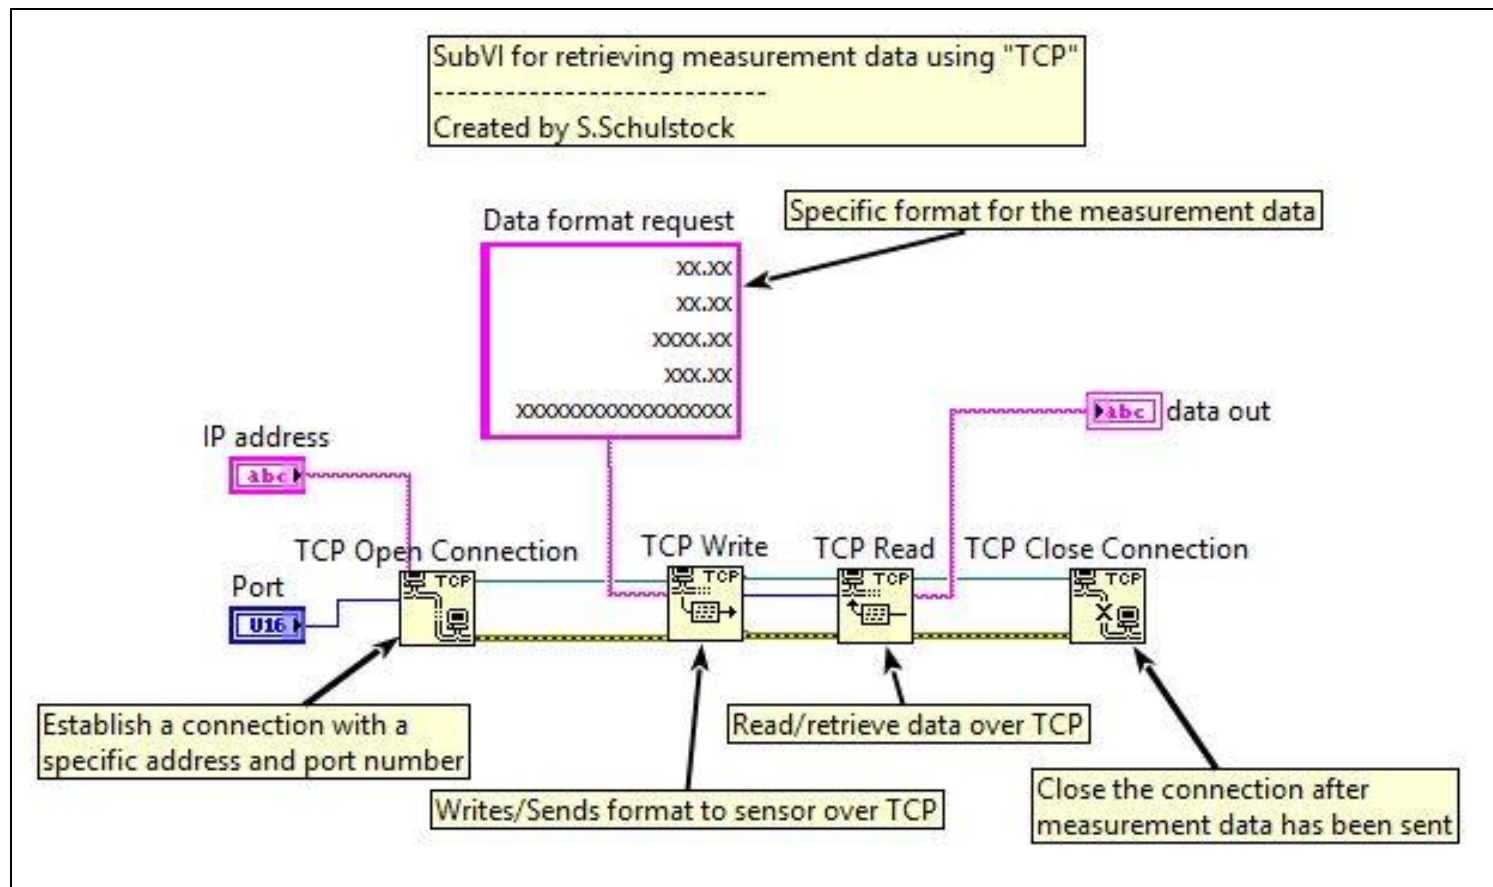 SubVI for retrieving measurement data using "TCP"
----------------------------
Created by S.Schulstock
Specific format for the measurement data
Data format request
xx.xx
xx.xx
xxxx.xx
xxx.xx
xxxxxxxxxxxxxxxxxx
abc data out
IP address
abc
TCP Open Connection
TCP Write
TCP Read
TCP Close Connection
Port
U16
TCP
TCP
TCP
TCP
Establish a connection with a
specific address and port number
Read/retrieve data over TCP
Writes/Sends format to sensor over TCP
Close the connection after
measurement data has been sent